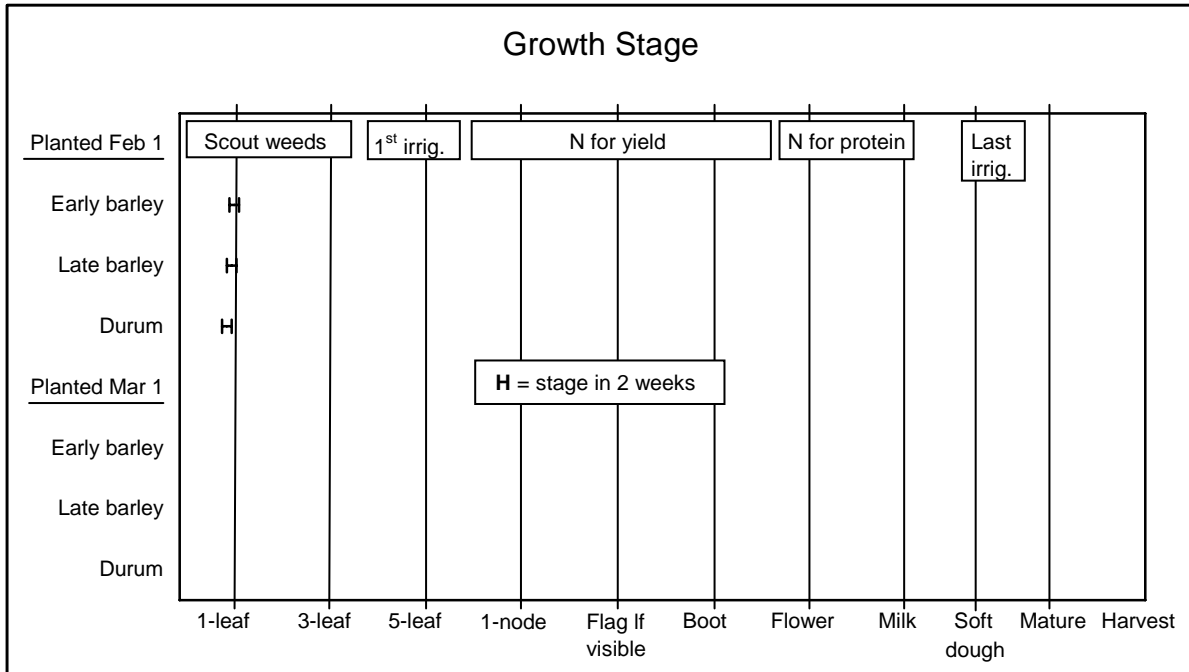 Growth Stage
Planted Feb 1
Scout weeds
1st irrig.
N for yield
N for protein
Last
irrig.
Early barley
Late barley
Durum
Planted Mar 1
H = stage in 2 weeks
Early barley
Late barley
Durum
1-leaf 3-leaf 5-leaf 1-node Flag lf Boot Flower Milk Soft Mature Harvest
visible dough